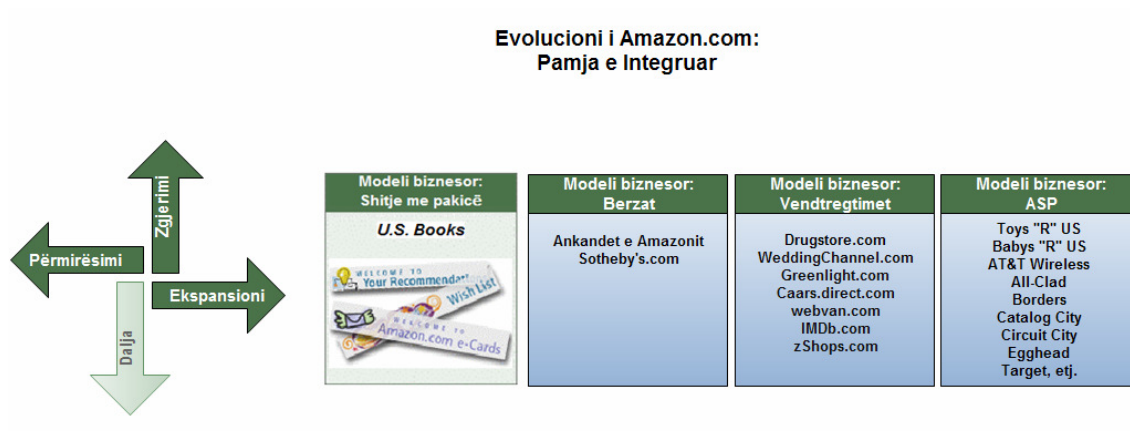 Evolucioni i Amazon.com:
Pamja e Integruar
Zgjerimi
Përmirësimi
Ekspansioni
Dalja
Modeli biznesor:
Shitje me pakicë
U.S. Books
WELCOME TO
Your Recommendat
Wish List
WELCOME TO
Amazon.com e-Cards
Modeli biznesor:
Berzat
Ankandet e Amazonit
Sotheby's.com
Modeli biznesor:
Vendtregtimet
Drugstore.com
WeddingChannel.com
Greenlight.com
Caars.direct.com
webvan.com
IMDb.com
zShops.com
Modeli biznesor:
ASP
Toys "R" US
Babys "R" US
AT&T Wireless
All-Clad
Borders
Catalog City
Circuit City
Egghead
Target, etj.